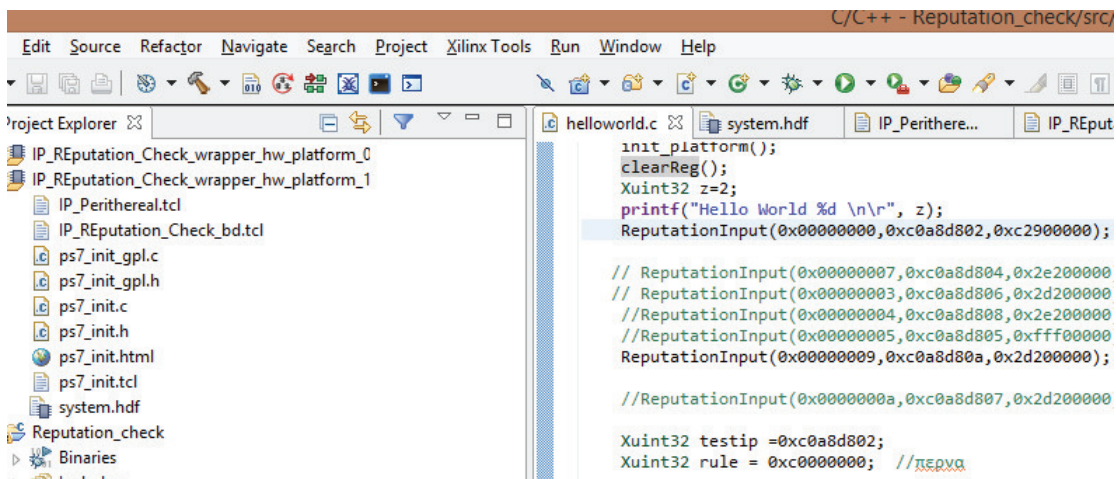 C/C++ - Reputation_check/src/
Edit Source Refactor Navigate Search Project Xilinx Tools Run Window Help
Project Explorer
IP_REputation_Check_wrapper_hw_platform_0
IP_REputation_Check_wrapper_hw_platform_1
IP_Perithereal.tcl
IP_REputation_Check_bd.tcl
ps7_init_gpl.c
ps7_init_gpl.h
ps7_init.c
ps7_init.h
ps7_init.html
ps7_init.tcl
system.hdf
Reputation_check
Binaries
helloworld.c system.hdf IP_Perithere... IP_REput
init_platform();
clearReg();
Xuint32 z=2;
printf("Hello World %d \n\r", z);
ReputationInput(0x00000000,0xc0a8d802,0xc2900000);
// ReputationInput(0x00000007,0xc0a8d804,0x2e200000
// ReputationInput(0x00000003,0xc0a8d806,0x2d200000
//ReputationInput(0x00000004,0xc0a8d808,0x2e200000
//ReputationInput(0x00000005,0xc0a8d805,0xfff00000
ReputationInput(0x00000009,0xc0a8d80a,0x2d200000);
//ReputationInput(0x0000000a,0xc0a8d807,0x2d200000
Xuint32 testip =0xc0a8d802;
Xuint32 rule = 0xc0000000; //περνα